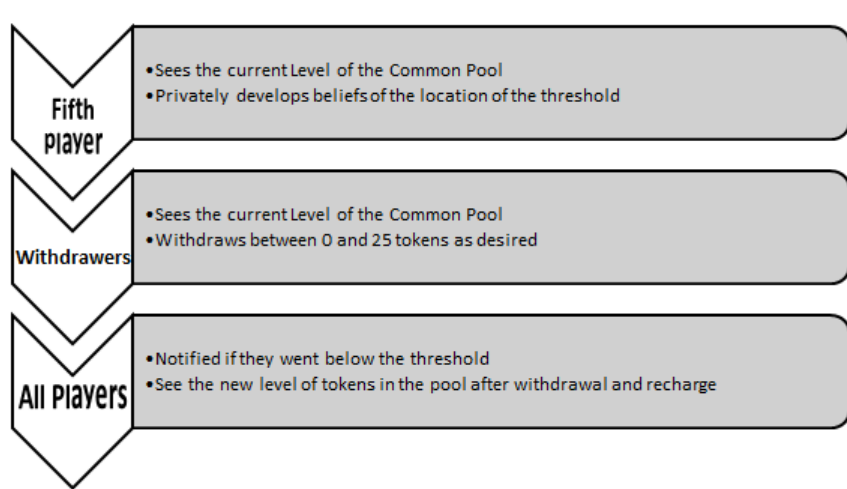 Fifth
player
•Sees the current Level of the Common Pool
•Privately develops beliefs of the location of the threshold
Withdrawers
•Sees the current Level of the Common Pool
•Withdraws between 0 and 25 tokens as desired
All Players
•Notified if they went below the threshold
•See the new level of tokens in the pool after withdrawal and recharge